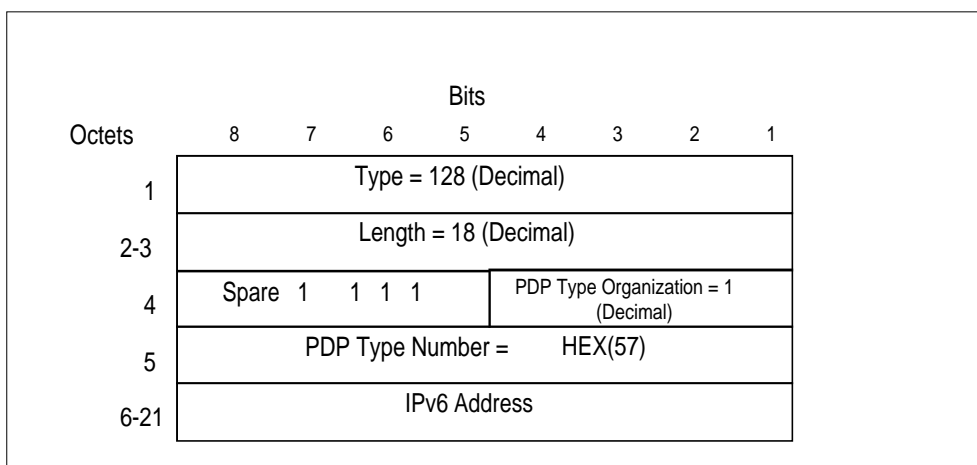 Bits
Octets 8 7 6 5 4 3 2 1
1 Type = 128 (Decimal)
2-3 Length = 18 (Decimal)
4 Spare 1 1 1 1 PDP Type Organization = 1
(Decimal)
5 PDP Type Number = HEX(57)
6-21 IPv6 Address